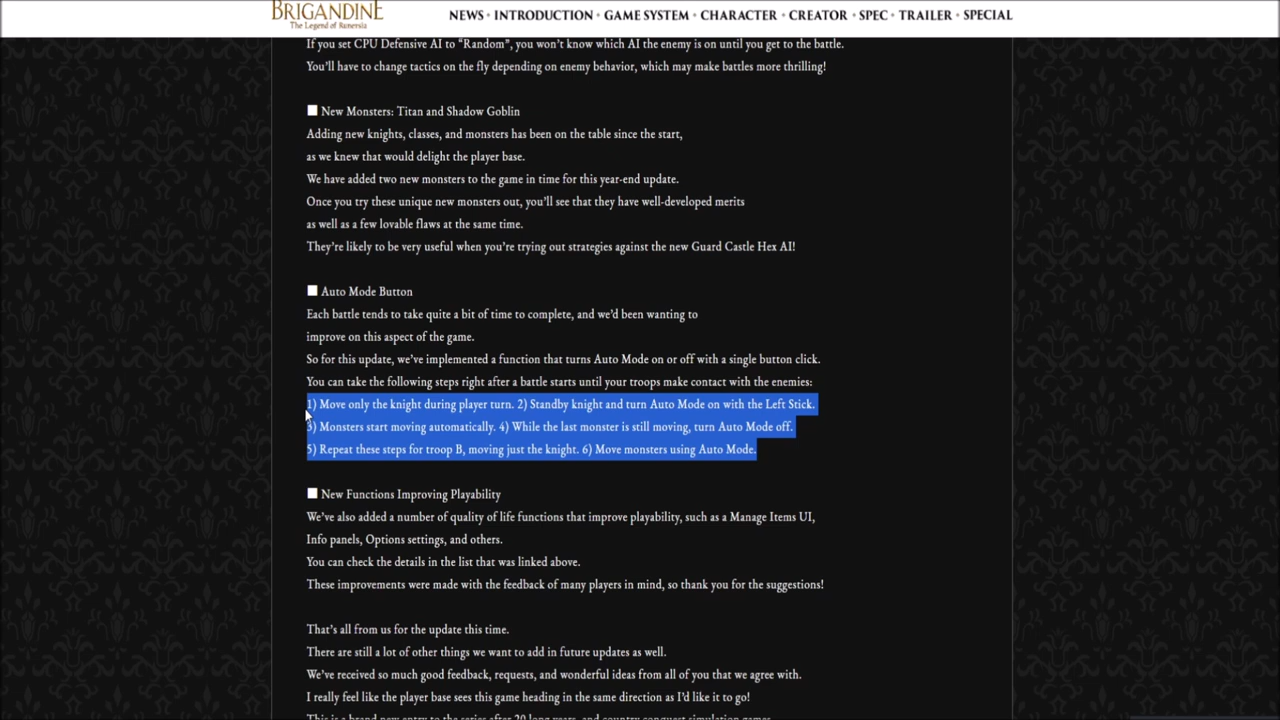 BRIGANDINE
The Legend of Runersia
NEWS · INTRODUCTION · GAME SYSTEM · CHARACTER · CREATOR · SPEC · TRAILER · SPECIAL
If you set CPU Defensive AI to “Random”, you won’t know which AI the enemy is on until you get to the battle.
You’ll have to change tactics on the fly depending on enemy behavior, which may make battles more thrilling!
■ New Monsters: Titan and Shadow Goblin
Adding new knights, classes, and monsters has been on the table since the start,
as we knew that would delight the player base.
We have added two new monsters to the game in time for this year-end update.
Once you try these unique new monsters out, you’ll see that they have well-developed merits
as well as a few lovable flaws at the same time.
They’re likely to be very useful when you’re trying out strategies against the new Guard Castle Hex AI!
■ Auto Mode Button
Each battle tends to take quite a bit of time to complete, and we’d been wanting to
improve on this aspect of the game.
So for this update, we’ve implemented a function that turns Auto Mode on or off with a single button click.
You can take the following steps right after a battle starts until your troops make contact with the enemies:
1) Move only the knight during player turn. 2) Standby knight and turn Auto Mode on with the Left Stick.
3) Monsters start moving automatically. 4) While the last monster is still moving, turn Auto Mode off.
5) Repeat these steps for troop B, moving just the knight. 6) Move monsters using Auto Mode.
■ New Functions Improving Playability
We’ve also added a number of quality of life functions that improve playability, such as a Manage Items UI,
Info panels, Options settings, and others.
You can check the details in the list that was linked above.
These improvements were made with the feedback of many players in mind, so thank you for the suggestions!
That’s all from us for the update this time.
There are still a lot of other things we want to add in future updates as well.
We’ve received so much good feedback, requests, and wonderful ideas from all of you that we agree with.
I really feel like the player base sees this game heading in the same direction as I’d like it to go!
This is a brand new entry to the series after 20 long years, and country conquest simulation games